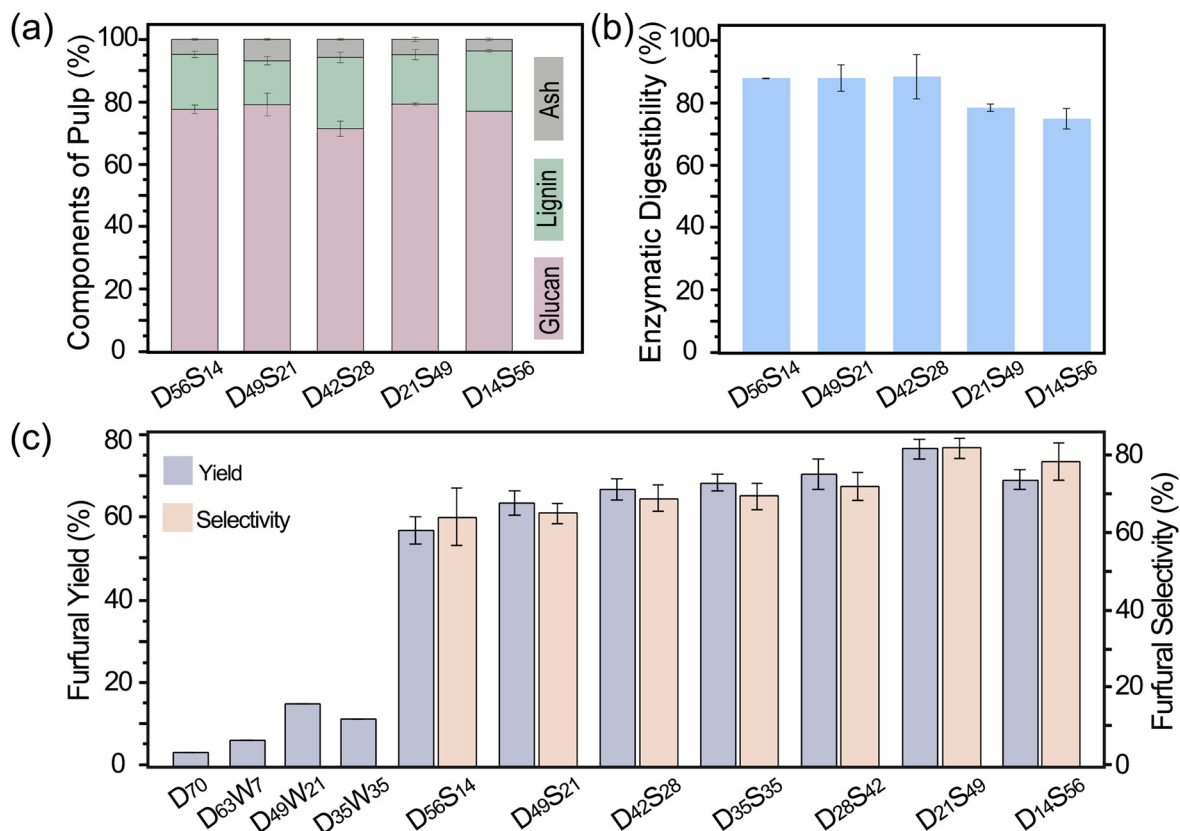 (a)
Components of Pulp (%)
100
80
60
40
20
0
Ash
Lignin
Glucan
D56S14
D49S21
D42S28
D21S49
D14S56
(b)
Enzymatic Digestibility (%)
100
80
60
40
20
0
D56S14
D49S21
D42S28
D21S49
D14S56
(c)
Furfural Yield (%)
80
60
40
20
0
Yield
Selectivity
80
60
40
20
0
Furfural Selectivity (%)
D70
D63W7
D49W21
D35W35
D56S14
D49S21
D42S28
D35S35
D28S42
D21S49
D14S56